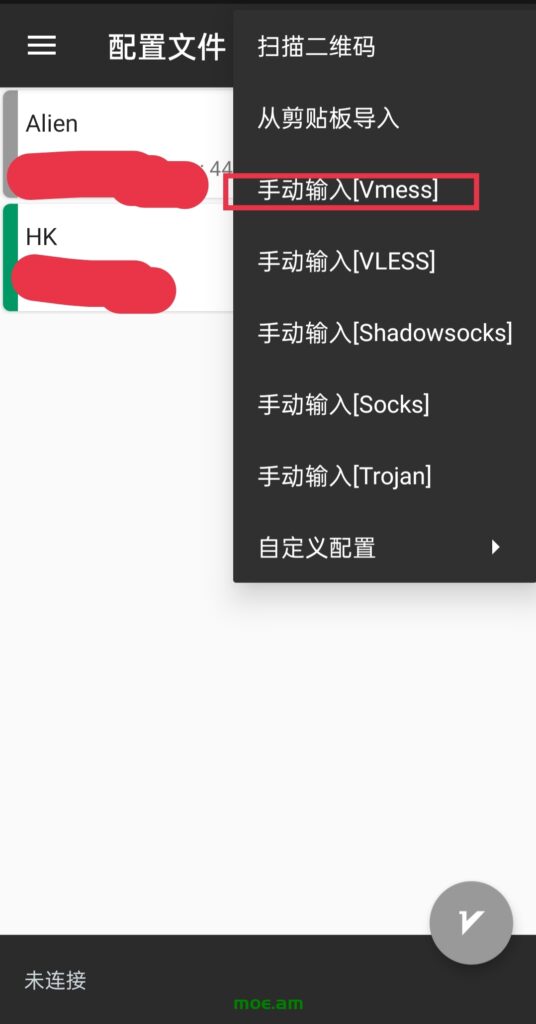 配置文件
扫描二维码
从剪贴板导入
Alien
: 44
手动输入[Vmess]
HK
手动输入[VLESS]
手动输入[Shadowsocks]
手动输入[Socks]
手动输入[Trojan]
自定义配置
未连接
moe.am